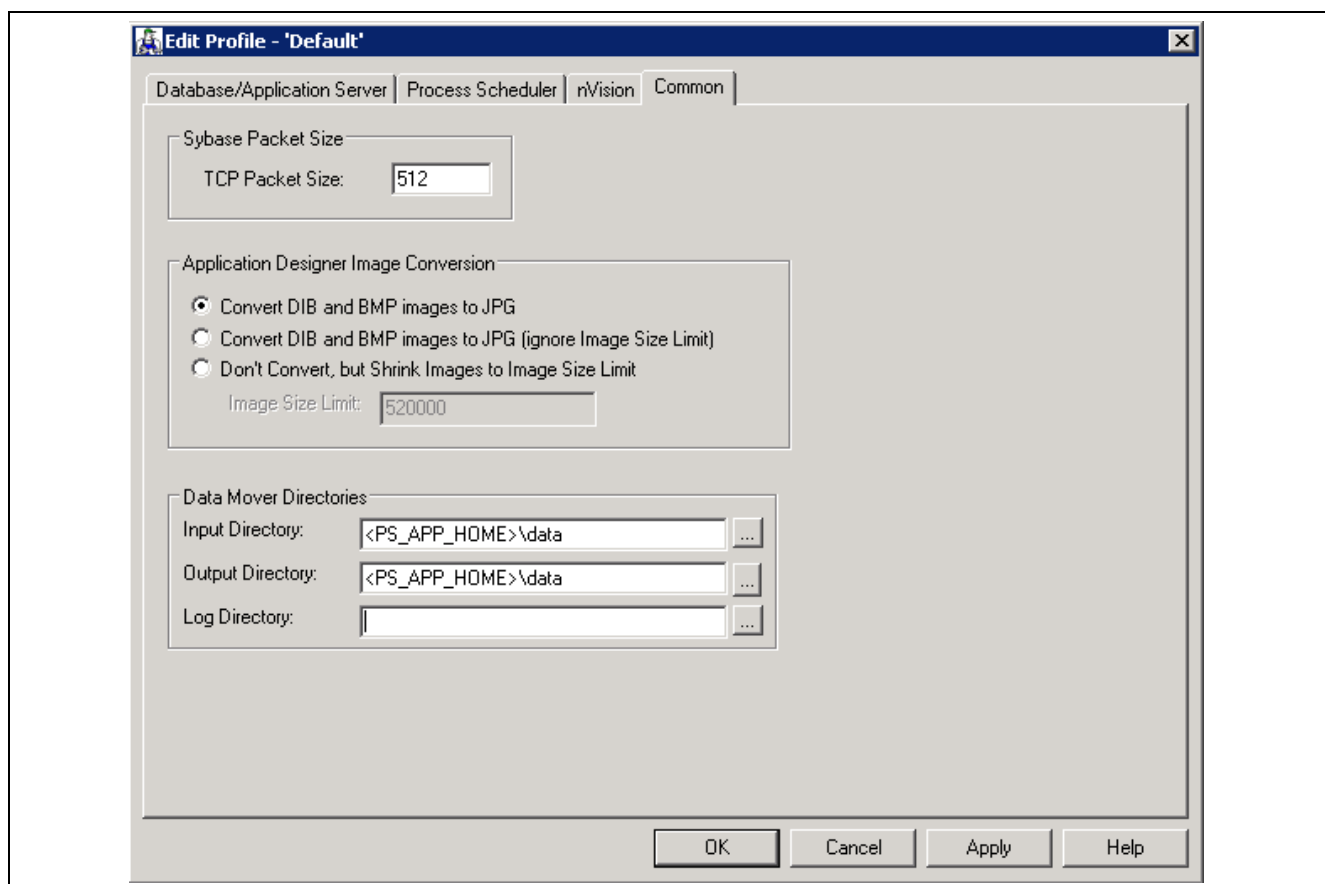 Edit Profile - 'Default'
Database/Application Server Process Scheduler nVision Common
Sybase Packet Size
TCP Packet Size: 512
Application Designer Image Conversion
Convert DIB and BMP images to JPG
Convert DIB and BMP images to JPG (ignore Image Size Limit)
Don't Convert, but Shrink Images to Image Size Limit
Image Size Limit: 520000
Data Mover Directories
Input Directory: <PS_APP_HOME>\data ...
Output Directory: <PS_APP_HOME>\data ...
Log Directory: ...
OK Cancel Apply Help